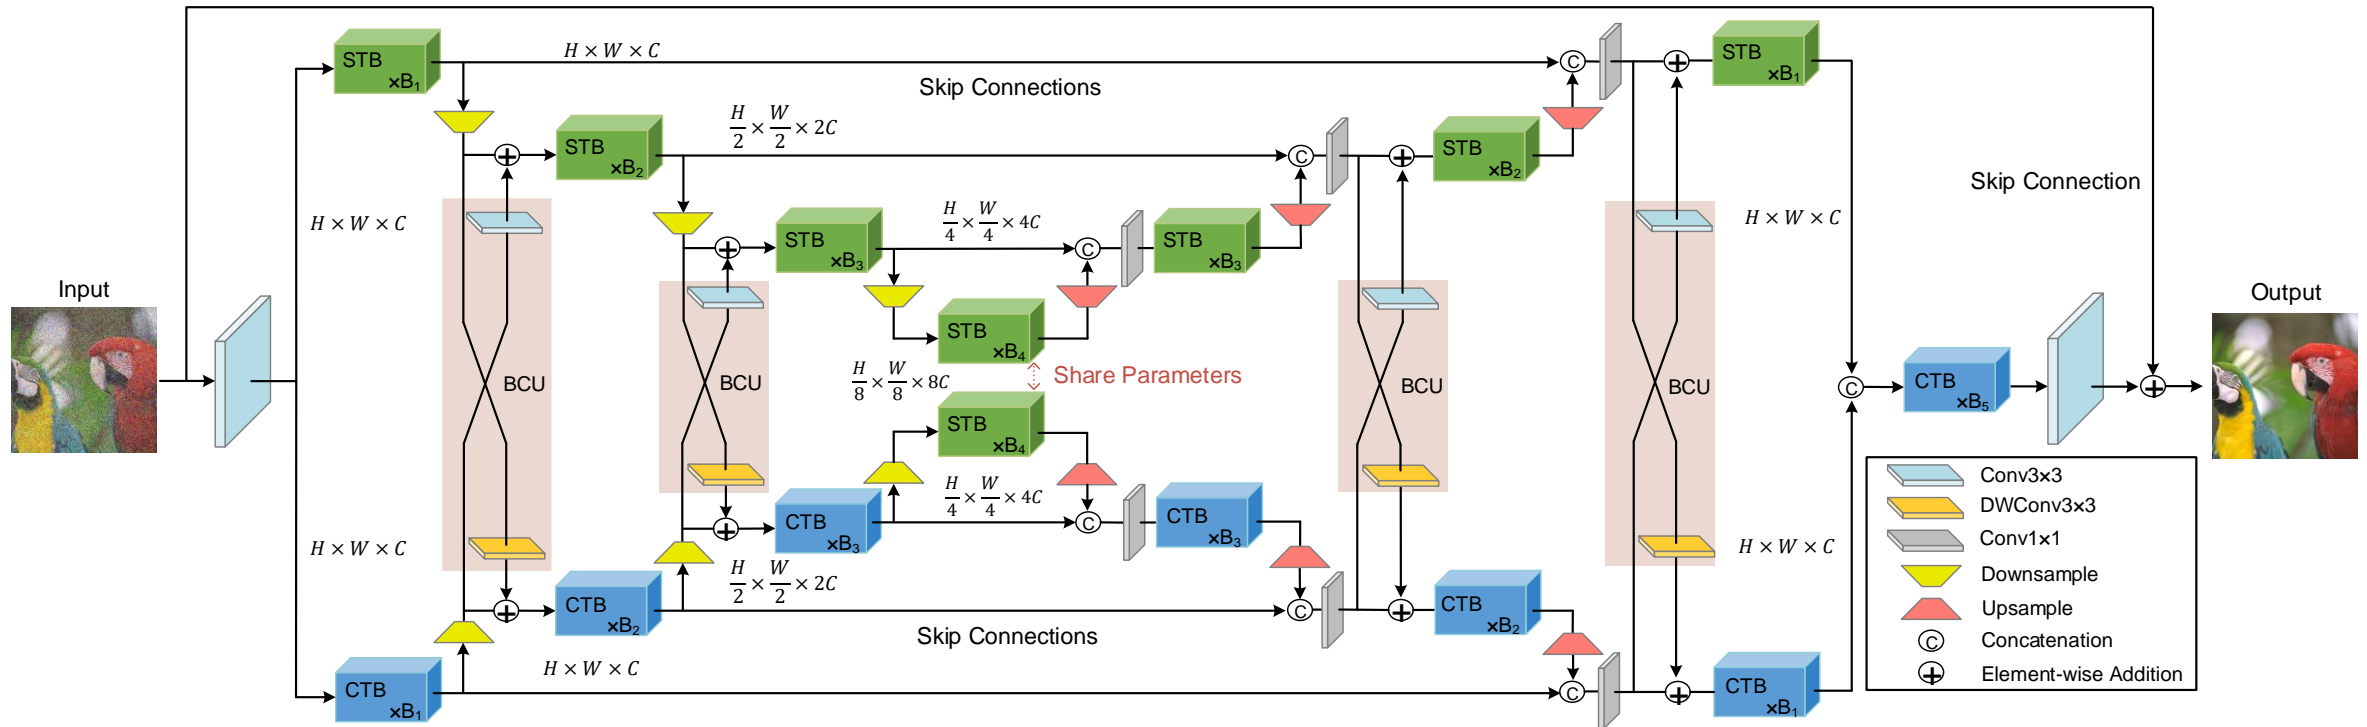 STB
×B₁
H × W × C
Skip Connections
STB
×B₁
H/2 × W/2 × 2C
STB
×B₂
STB
×B₂
Skip Connection
H × W × C
H × W × C
STB
×B₃
H/4 × W/4 × 4C
STB
×B₃
Input
Output
STB
×B₄
BCU
BCU
H/8 × W/8 × 8C
Share Parameters
BCU
BCU
CTB
×B₅
STB
×B₄
H × W × C
H/4 × W/4 × 4C
H × W × C
CTB
×B₃
CTB
×B₃
H/2 × W/2 × 2C
CTB
×B₂
CTB
×B₂
Skip Connections
H × W × C
CTB
×B₁
CTB
×B₁
Conv3×3
DWConv3×3
Conv1×1
Downsample
Upsample
C Concatenation
+ Element-wise Addition